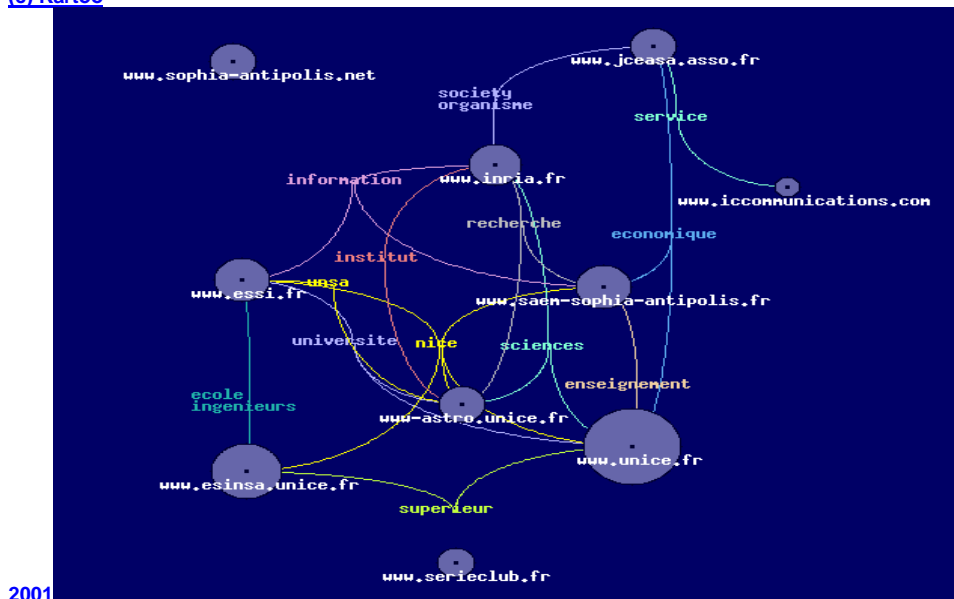 (c) Kartoo
www.sophia-antipolis.net
www.jceasa.asso.fr
society
organisme
service
information
www.inria.fr
www.iccommunications.com
recherche
economique
institut
unsa
www.essi.fr
www.saem-sophia-antipolis.fr
universite
nice
sciences
enseignement
ecole
ingenieurs
www-astro.unice.fr
www.unice.fr
www.esinsa.unice.fr
superieur
www.serieclub.fr
2001